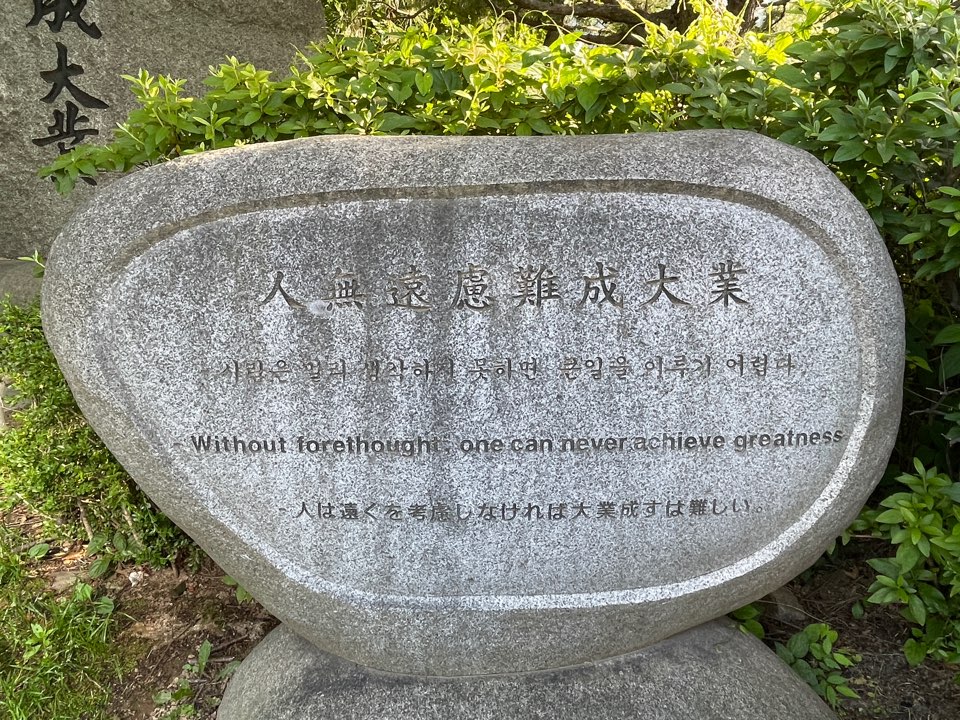 成大業
人無遠慮難成大業
- 사람은 멀리 생각하지 못하면 큰일을 이루기 어렵다.
- Without forethought, one can never achieve greatness
- 人は遠くを考慮しなければ大業成すは難しい。